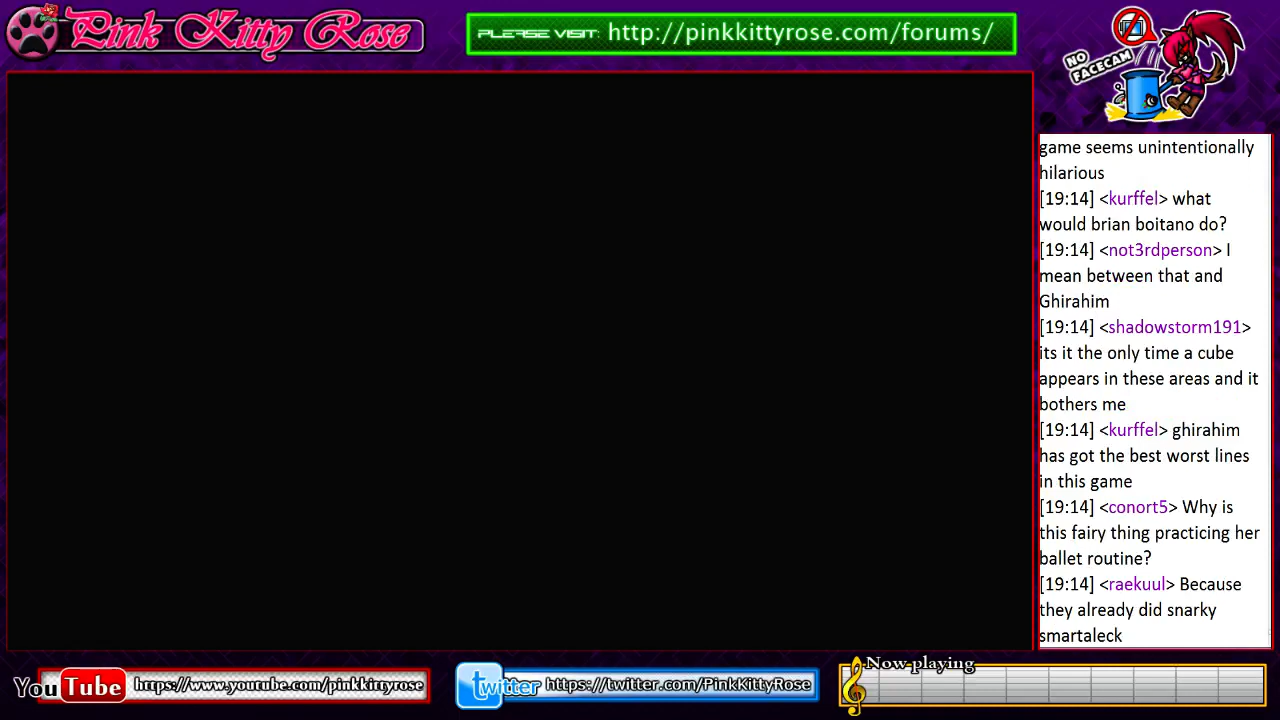 Pink Kitty Rose
PLEASE VISIT: http://pinkkittyrose.com/forums/
NO
FACECAM
game seems unintentionally
hilarious
[19:14] <kurffel> what
would brian boitano do?
[19:14] <not3rdperson> I
mean between that and
Ghirahim
[19:14] <shadowstorm191>
its it the only time a cube
appears in these areas and it
bothers me
[19:14] <kurffel> ghirahim
has got the best worst lines
in this game
[19:14] <conort5> Why is
this fairy thing practicing her
ballet routine?
[19:14] <raekuul> Because
they already did snarky
smartaleck
YouTube https://www.youtube.com/pinkkittyrose
twitter https://twitter.com/PinkKittyRose
Now playing